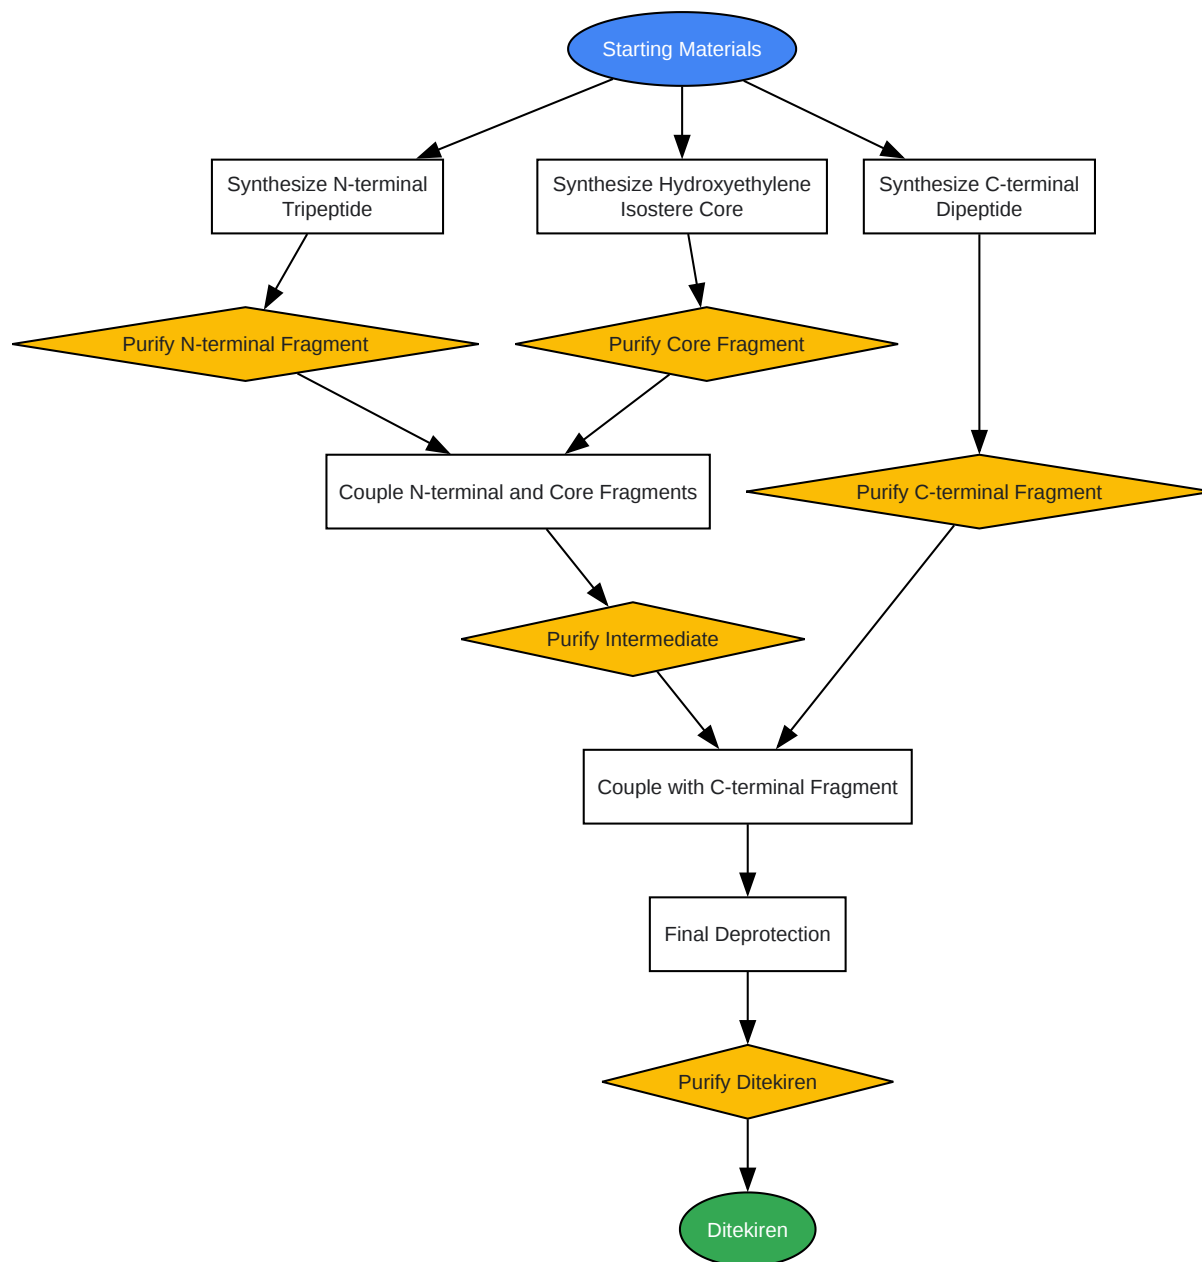 Starting Materials
Synthesize N-terminal
Tripeptide
Synthesize Hydroxyethylene
Isostere Core
Synthesize C-terminal
Dipeptide
Purify N-terminal Fragment
Purify Core Fragment
Couple N-terminal and Core Fragments
Purify C-terminal Fragment
Purify Intermediate
Couple with C-terminal Fragment
Final Deprotection
Purify Ditekiren
Ditekiren